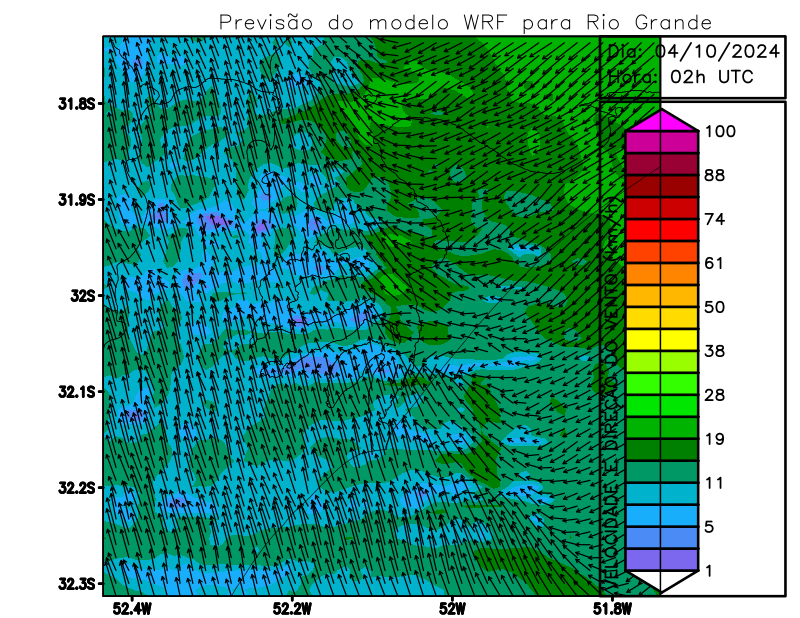 Previsão do modelo WRF para Rio Grande
Dia: 04/10/2024
Hora: 02h UTC
31.8S
31.9S
32S
32.1S
32.2S
32.3S
52.4W
52.2W
52W
51.8W
VELOCIDADE E DIREÇÃO DO VENTO (km/h)
100
88
74
61
50
38
28
19
11
5
1